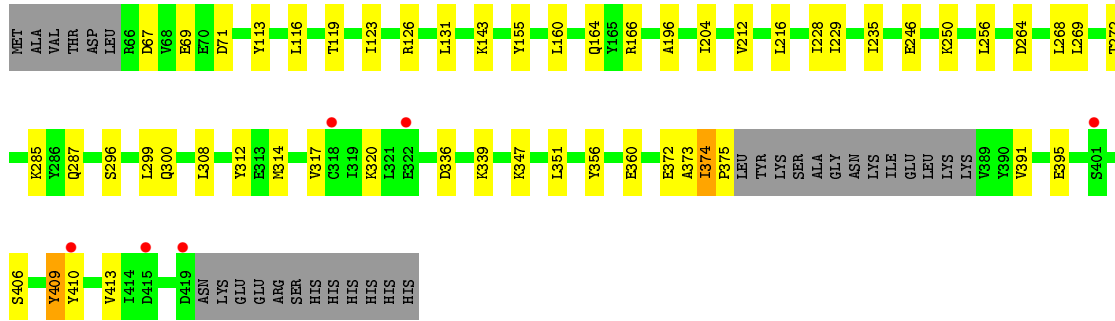 MET ALA VAL THR ASP LEU R66 D67 V68 E69 E70 D71 Y113 L116 T119 I123 R126 L131 K143 Y155 L160 Q164 Y165 R166 A196 I204 V212 L216 L228 I229 I235 E246 K250 L256 D264 L268 L269
K285 Y286 Q287 S296 L299 Q300 L308 Y312 E313 M314 V317 C318 I319 K320 L321 E322 D336 K339 K347 L351 Y356 E360 E372 A373 I374 P375 LEU TYR LYS SER ALA GLY ASN LYS ILE GLU LEU LYS LYS V389 Y390 V391 E395 S401
S406 Y409 Y410 V413 I414 D415 D419 ASN LYS GLU GLU ARG SER HIS HIS HIS HIS HIS HIS